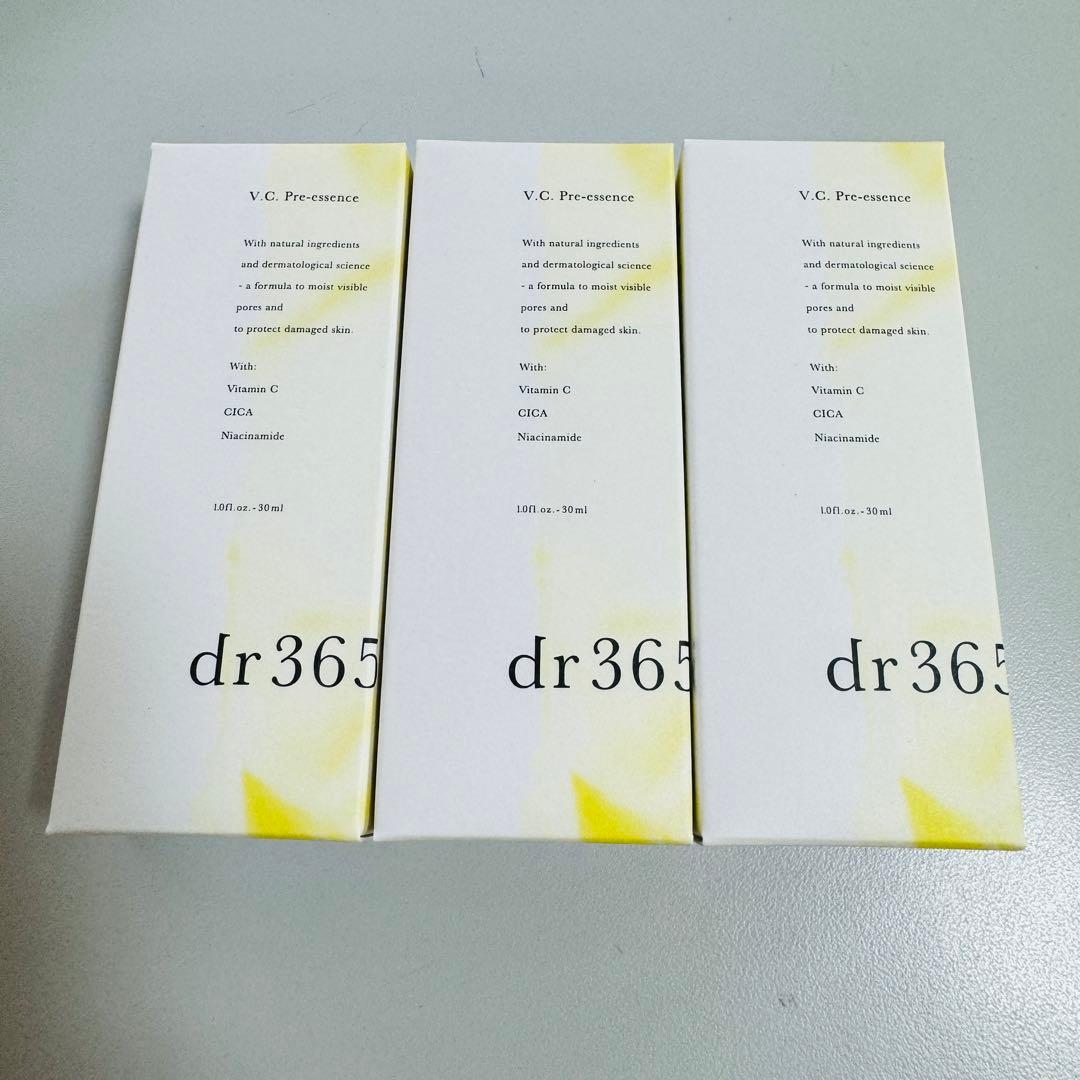 V.C. Pre-essence
With natural ingredients
and dermatological science
- a formula to moist visible
pores and
to protect damaged skin.
With:
Vitamin C
CICA
Niacinamide
1.0fl.oz.-30ml
dr365
V.C. Pre-essence
With natural ingredients
and dermatological science
- a formula to moist visible
pores and
to protect damaged skin.
With:
Vitamin C
CICA
Niacinamide
1.0fl.oz.-30ml
dr365
V.C. Pre-essence
With natural ingredients
and dermatological science
- a formula to moist visible
pores and
to protect damaged skin.
With:
Vitamin C
CICA
Niacinamide
1.0fl.oz.-30ml
dr365